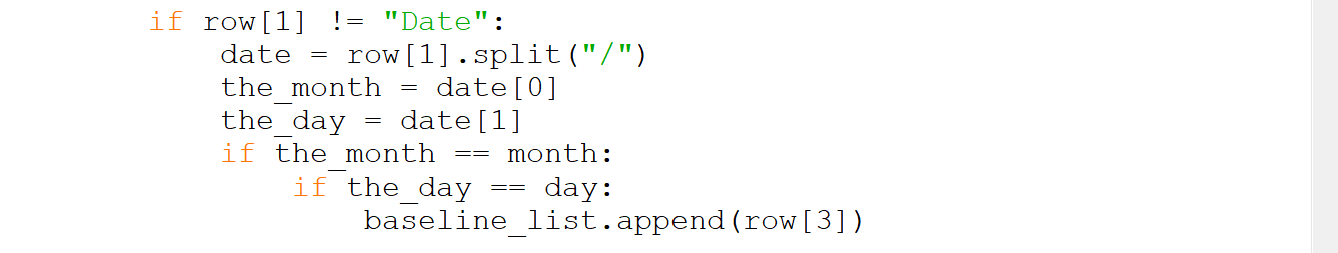 if row[1] != "Date":
    date = row[1].split("/")
    the_month = date[0]
    the_day = date[1]
    if the_month == month:
        if the_day == day:
            baseline_list.append(row[3])